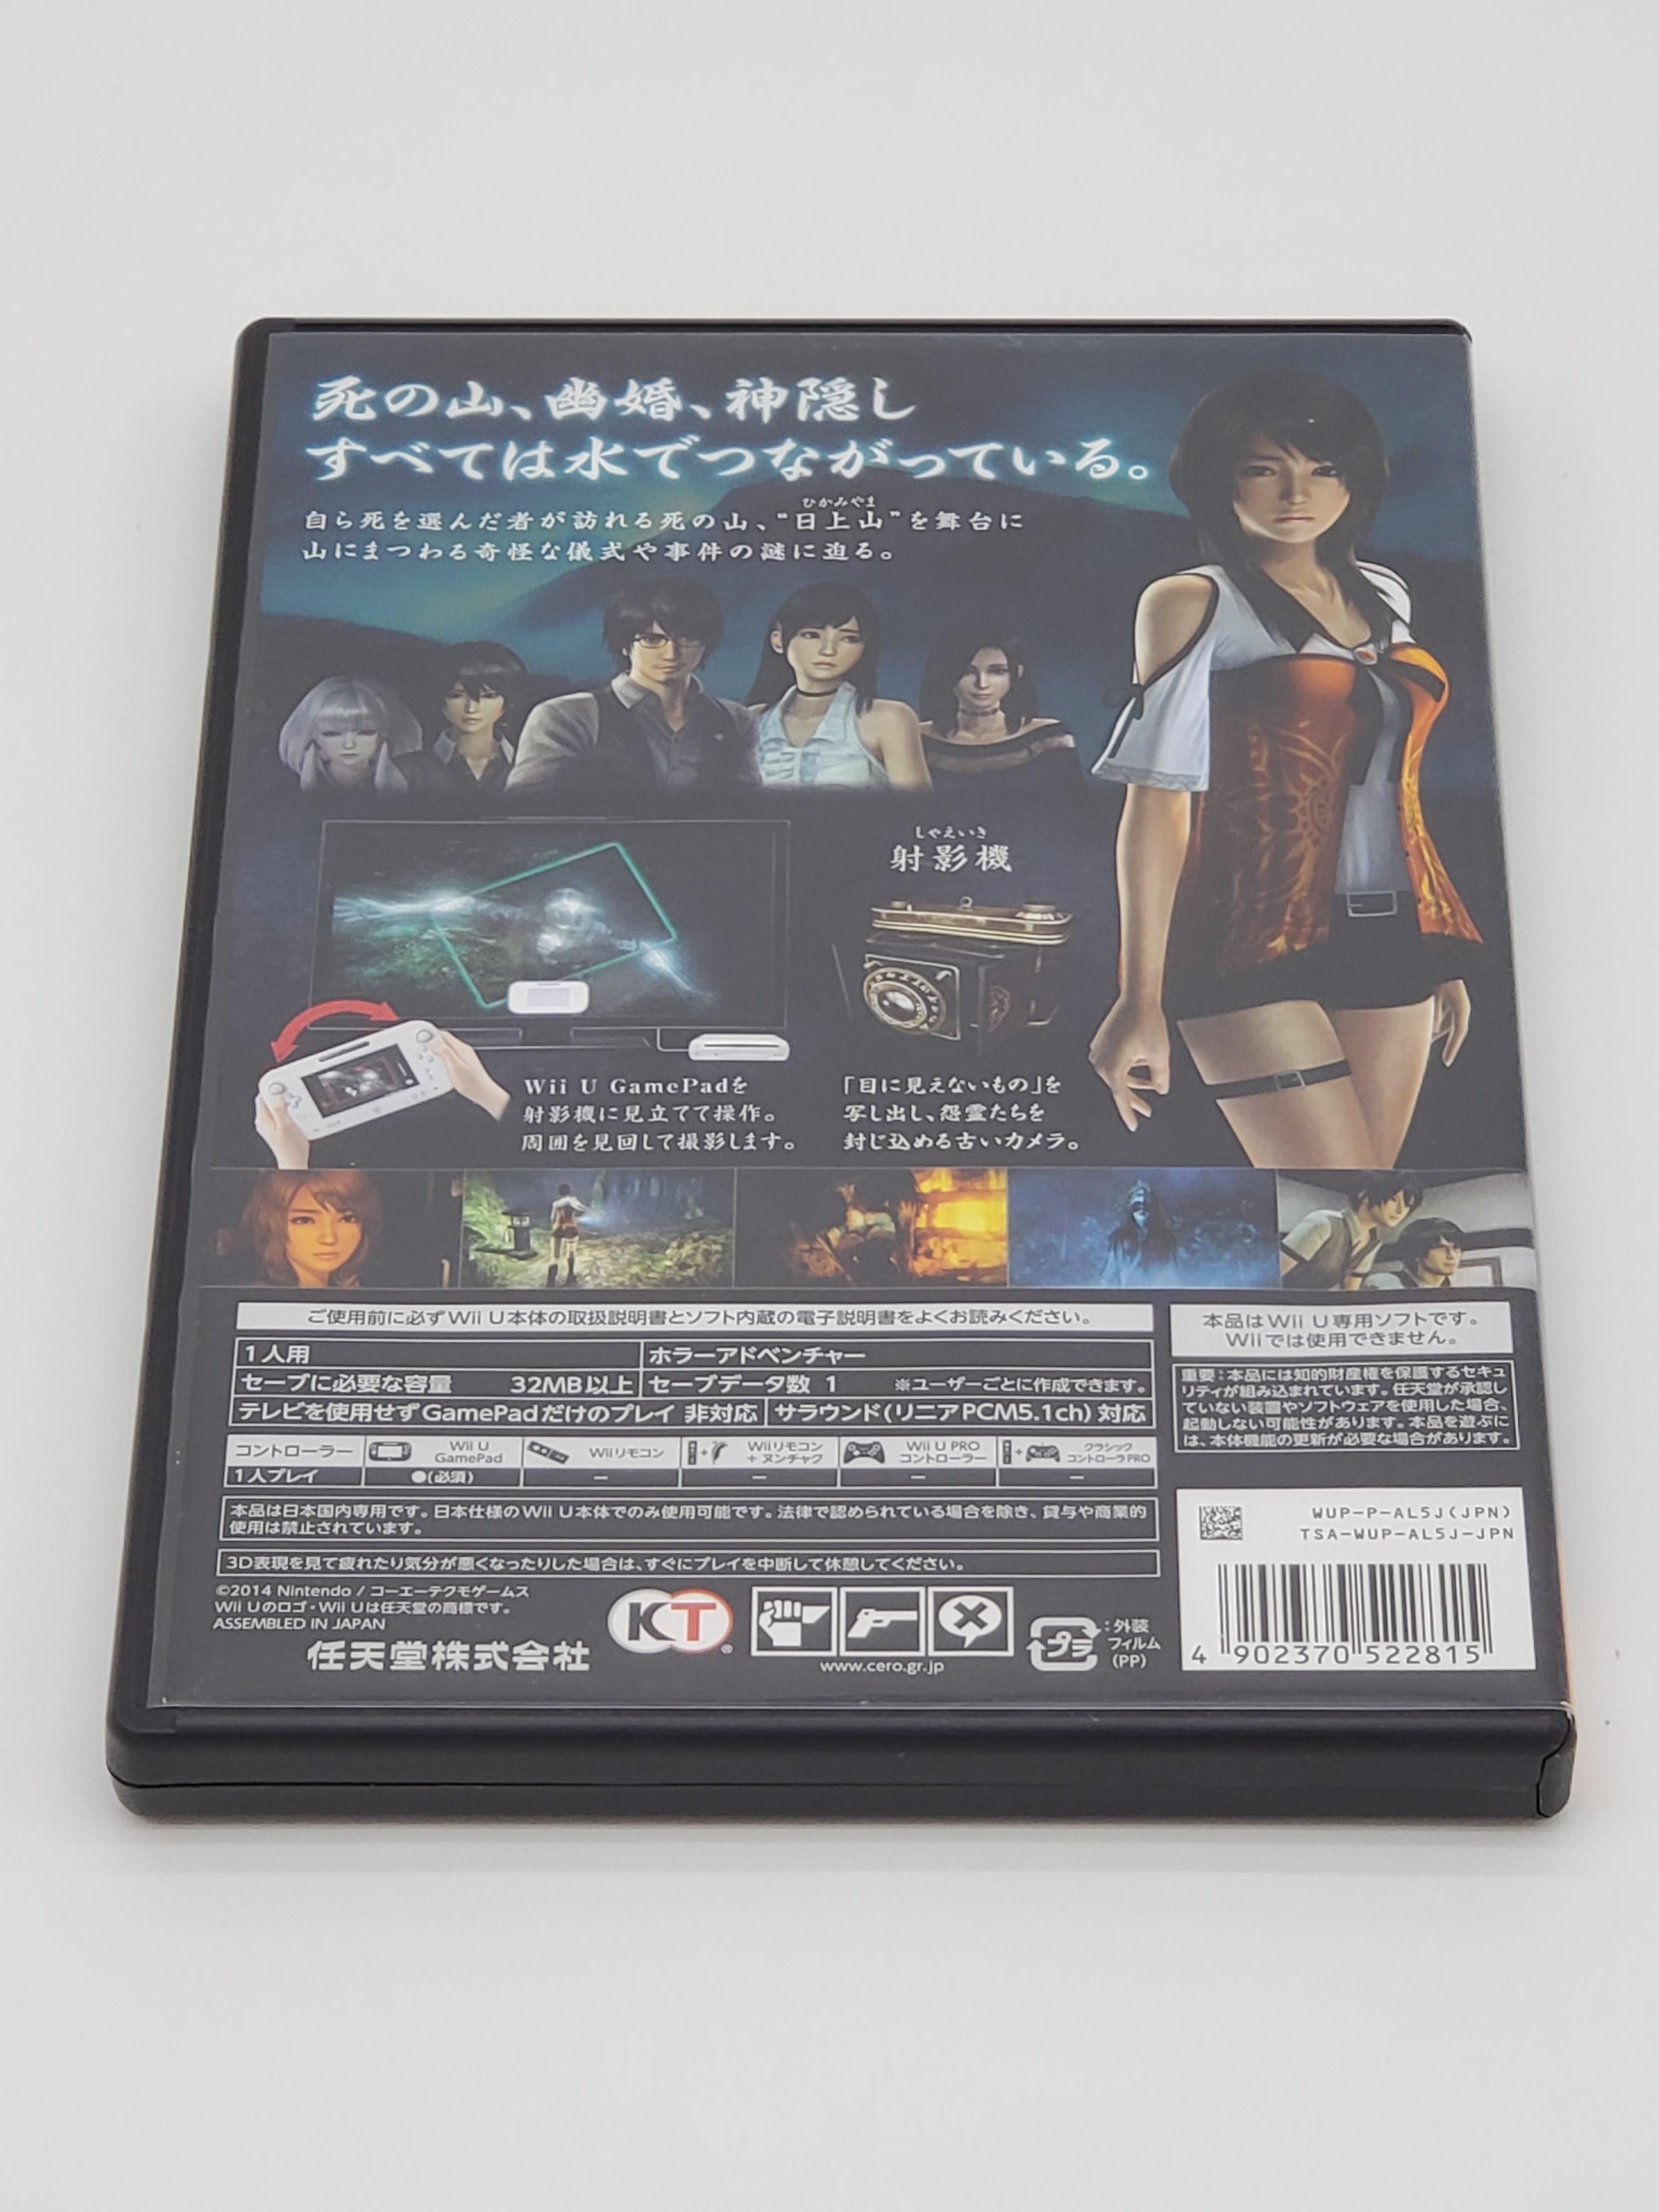 死の山、幽婚、神隠し
すべては水でつながっている。
自ら死を選んだ者が訪れる死の山、“日上山”を舞台に
ひかみやま
山にまつわる奇怪な儀式や事件の謎に迫る。
しゃえいき
射影機
Wii U GamePadを
射影機に見立てて操作。
周囲を見回して撮影します。
「目に見えないもの」を
写し出し、怨霊たちを
封じ込める古いカメラ。
ご使用前に必ずWii U本体の取扱説明書とソフト内蔵の電子説明書をよくお読みください。
1人用
ホラーアドベンチャー
セーブに必要な容量 32MB以上
セーブデータ数 1 ※ユーザーごとに作成できます。
テレビを使用せずGamePadだけのプレイ 非対応
サラウンド(リニアPCM5.1ch) 対応
コントローラー
Wii U
GamePad
Wiiリモコン
Wiiリモコン
+ヌンチャク
Wii U PRO
コントローラー
クラシック
コントローラPRO
1人プレイ ●(必須) − − − −
本品は日本国内専用です。日本仕様のWii U本体でのみ使用可能です。法律で認められている場合を除き、貸与や商業的
使用は禁止されています。
3D表現を見て疲れたり気分が悪くなったりした場合は、すぐにプレイを中断して休憩してください。
©2014 Nintendo / コーエーテクモゲームス
Wii Uのロゴ・Wii Uは任天堂の商標です。
ASSEMBLED IN JAPAN
任天堂株式会社
KT®
www.cero.gr.jp
プラ
:外装
フィルム
(PP)
本品はWii U専用ソフトです。
Wiiでは使用できません。
重要:本品には知的財産権を保護するセキュ
リティが組み込まれています。任天堂が承認し
ていない装置やソフトウェアを使用した場合、
起動しない可能性があります。本品を遊ぶに
は、本体機能の更新が必要な場合があります。
WUP-P-AL5J(JPN)
TSA-WUP-AL5J-JPN
4 902370 522815